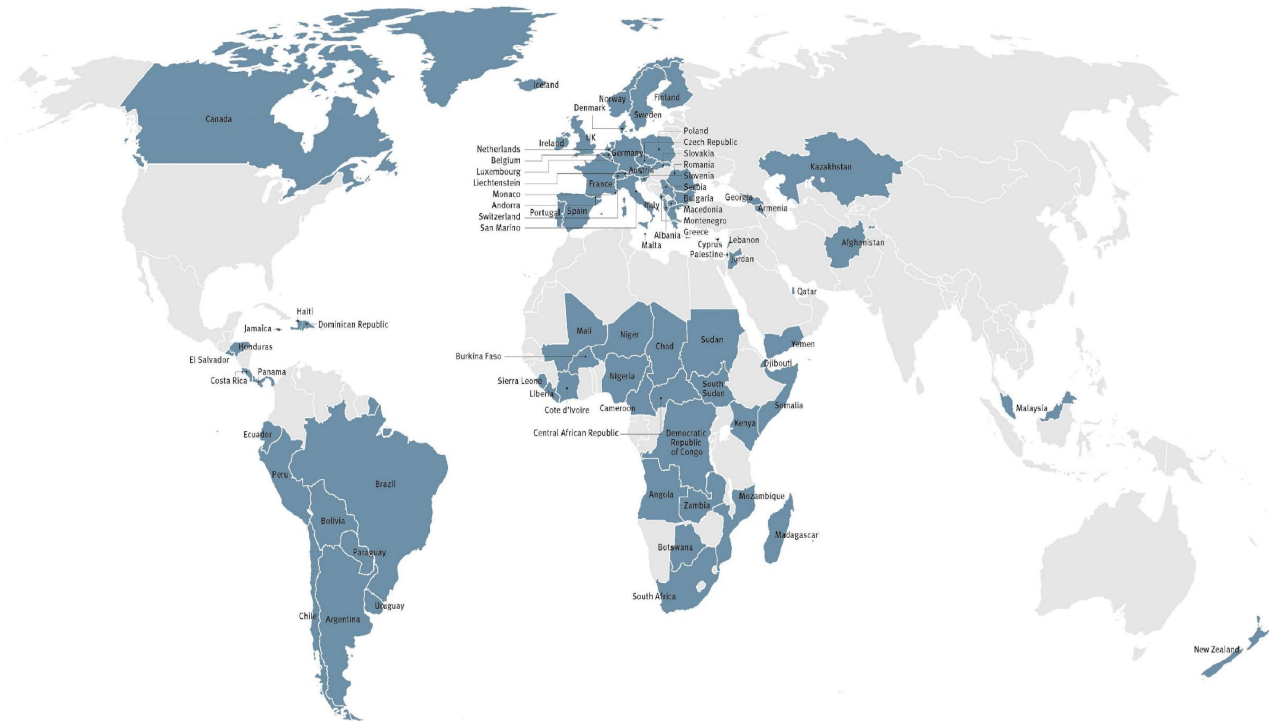 Canada
Iceland
Norway
Finland
Denmark
Sweden
Ireland
UK
Netherlands
Belgium
Luxembourg
Liechtenstein
Monaco
Andorra
Switzerland
San Marino
Germany
Austria
France
Portugal
Spain
Italy
Poland
Czech Republic
Slovakia
Romania
Slovenia
Serbia
Bulgaria
Macedonia
Montenegro
Greece
Albania
Malta
Cyprus
Lebanon
Palestine
Jordan
Georgia
Armenia
Kazakhstan
Afghanistan
Qatar
Yemen
Djibouti
Haiti
Jamaica
Dominican Republic
Honduras
El Salvador
Costa Rica
Panama
Mali
Niger
Chad
Sudan
Burkina Faso
Nigeria
South
Sudan
Sierra Leone
Liberia
Cote d'Ivoire
Cameroon
Somalia
Kenya
Central African Republic
Democratic
Republic
of Congo
Malaysia
Ecuador
Peru
Brazil
Bolivia
Paraguay
Uruguay
Chile
Argentina
Angola
Zambia
Mozambique
Madagascar
Botswana
South Africa
New Zealand